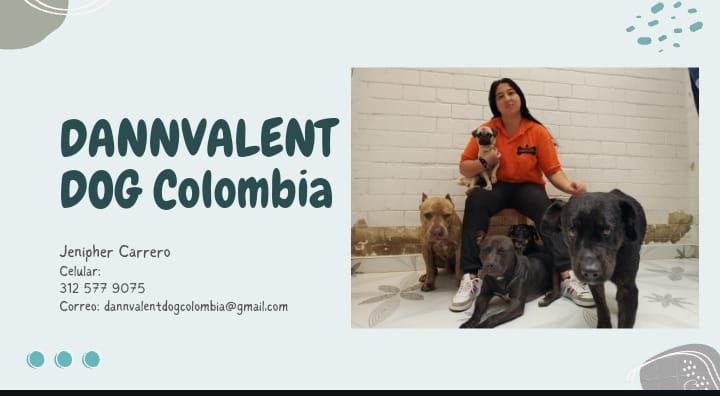 DANNVALENT
DOG Colombia
Jenipher Carrero
Celular:
312 577 9075
Correo: dannvalentdogcolombia@gmail.com